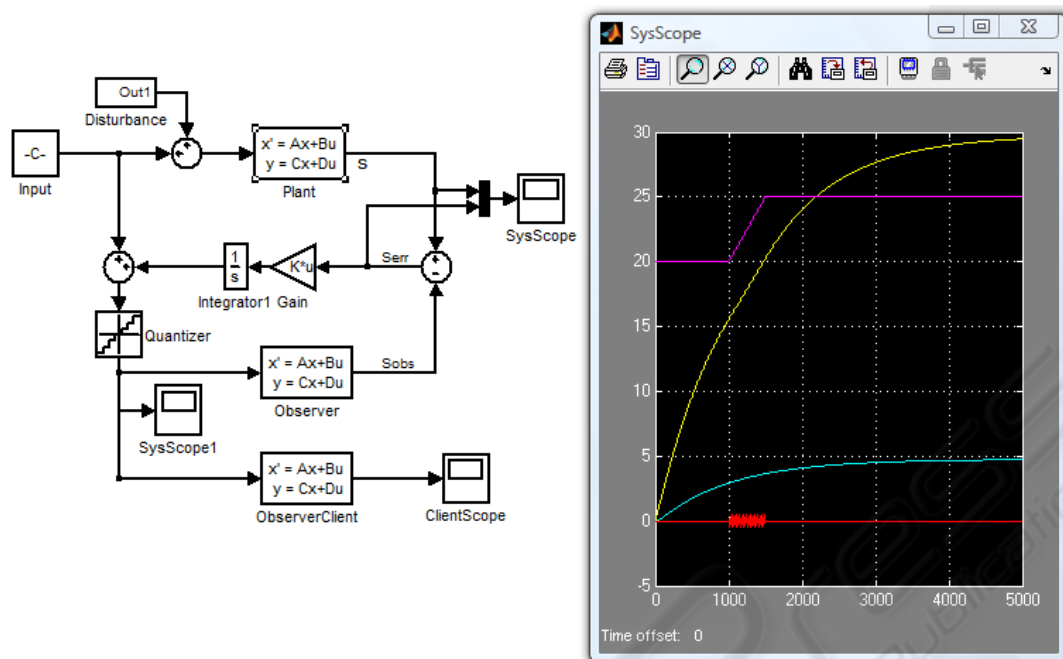 Out1
Disturbance
-C-
Input
x' = Ax+Bu
y = Cx+Du
Plant
S
SysScope
1
s
Integrator1
K*u
Gain
Serr
Quantizer
x' = Ax+Bu
y = Cx+Du
Observer
Sobs
SysScope1
x' = Ax+Bu
y = Cx+Du
ObserverClient
ClientScope
SysScope
30
25
20
15
10
5
0
-5
0 1000 2000 3000 4000 5000
Time offset: 0